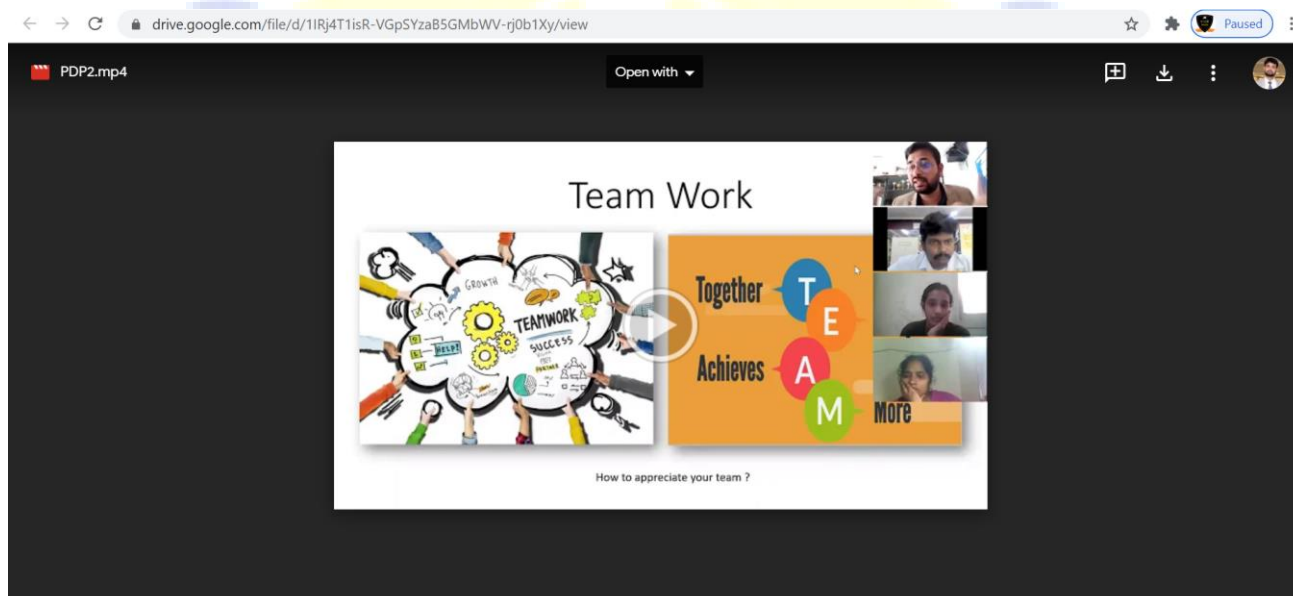 drive.google.com/file/d/1IRj4T1isR-VGpSYzaB5GMbWV-rj0b1Xy/view
Paused
PDP2.mp4
Open with
Team Work
GROWTH
TEAMWORK
SUCCESS
PARTNER
HELP!
Together
T
E
Achieves
A
M
More
How to appreciate your team ?